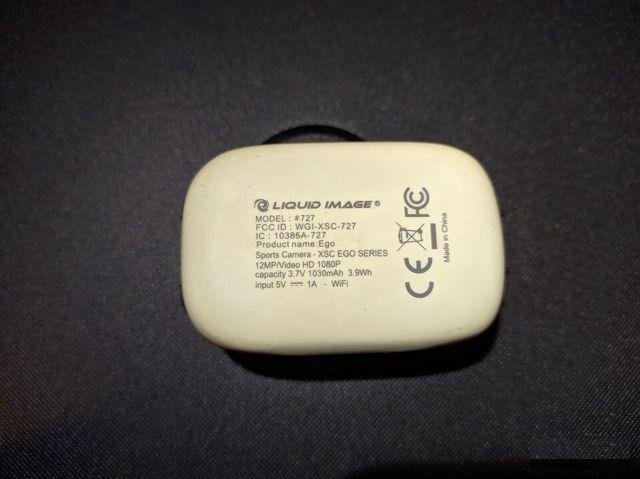 LIQUID IMAGE®
MODEL : #727
FCC ID : WGI-XSC-727
IC : 10385A-727
Product name:Ego
Sports Camera - XSC EGO SERIES
12MP/Video HD 1080P
capacity 3.7V 1030mAh 3.9Wh
input 5V ⎓ 1A - WiFi
FC
CE
Made in China